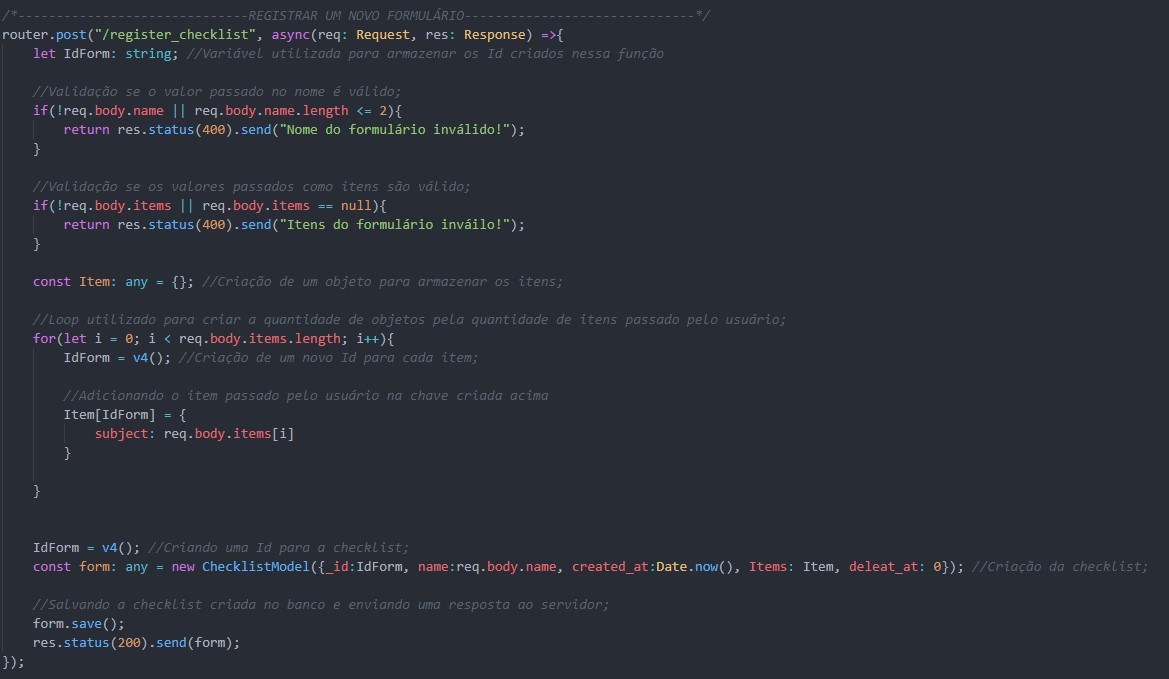 /*------------------------------REGISTRAR UM NOVO FORMULÁRIO------------------------------*/
router.post("/register_checklist", async(req: Request, res: Response) =>{
let IdForm: string; //Variável utilizada para armazenar os Id criados nessa função
//Validação se o valor passado no nome é válido;
if(!req.body.name || req.body.name.length <= 2){
return res.status(400).send("Nome do formulário inválido!");
}
//Validação se os valores passados como itens são válido;
if(!req.body.items || req.body.items == null){
return res.status(400).send("Itens do formulário inváilo!");
}
const Item: any = {}; //Criação de um objeto para armazenar os itens;
//Loop utilizado para criar a quantidade de objetos pela quantidade de itens passado pelo usuário;
for(let i = 0; i < req.body.items.length; i++){
IdForm = v4(); //Criação de um novo Id para cada item;
//Adicionando o item passado pelo usuário na chave criada acima
Item[IdForm] = {
subject: req.body.items[i]
}
}
IdForm = v4(); //Criando uma Id para a checklist;
const form: any = new ChecklistModel({_id:IdForm, name:req.body.name, created_at:Date.now(), Items: Item, deleat_at: 0}); //Criação da checklist;
//Salvando a checklist criada no banco e enviando uma resposta ao servidor;
form.save();
res.status(200).send(form);
});